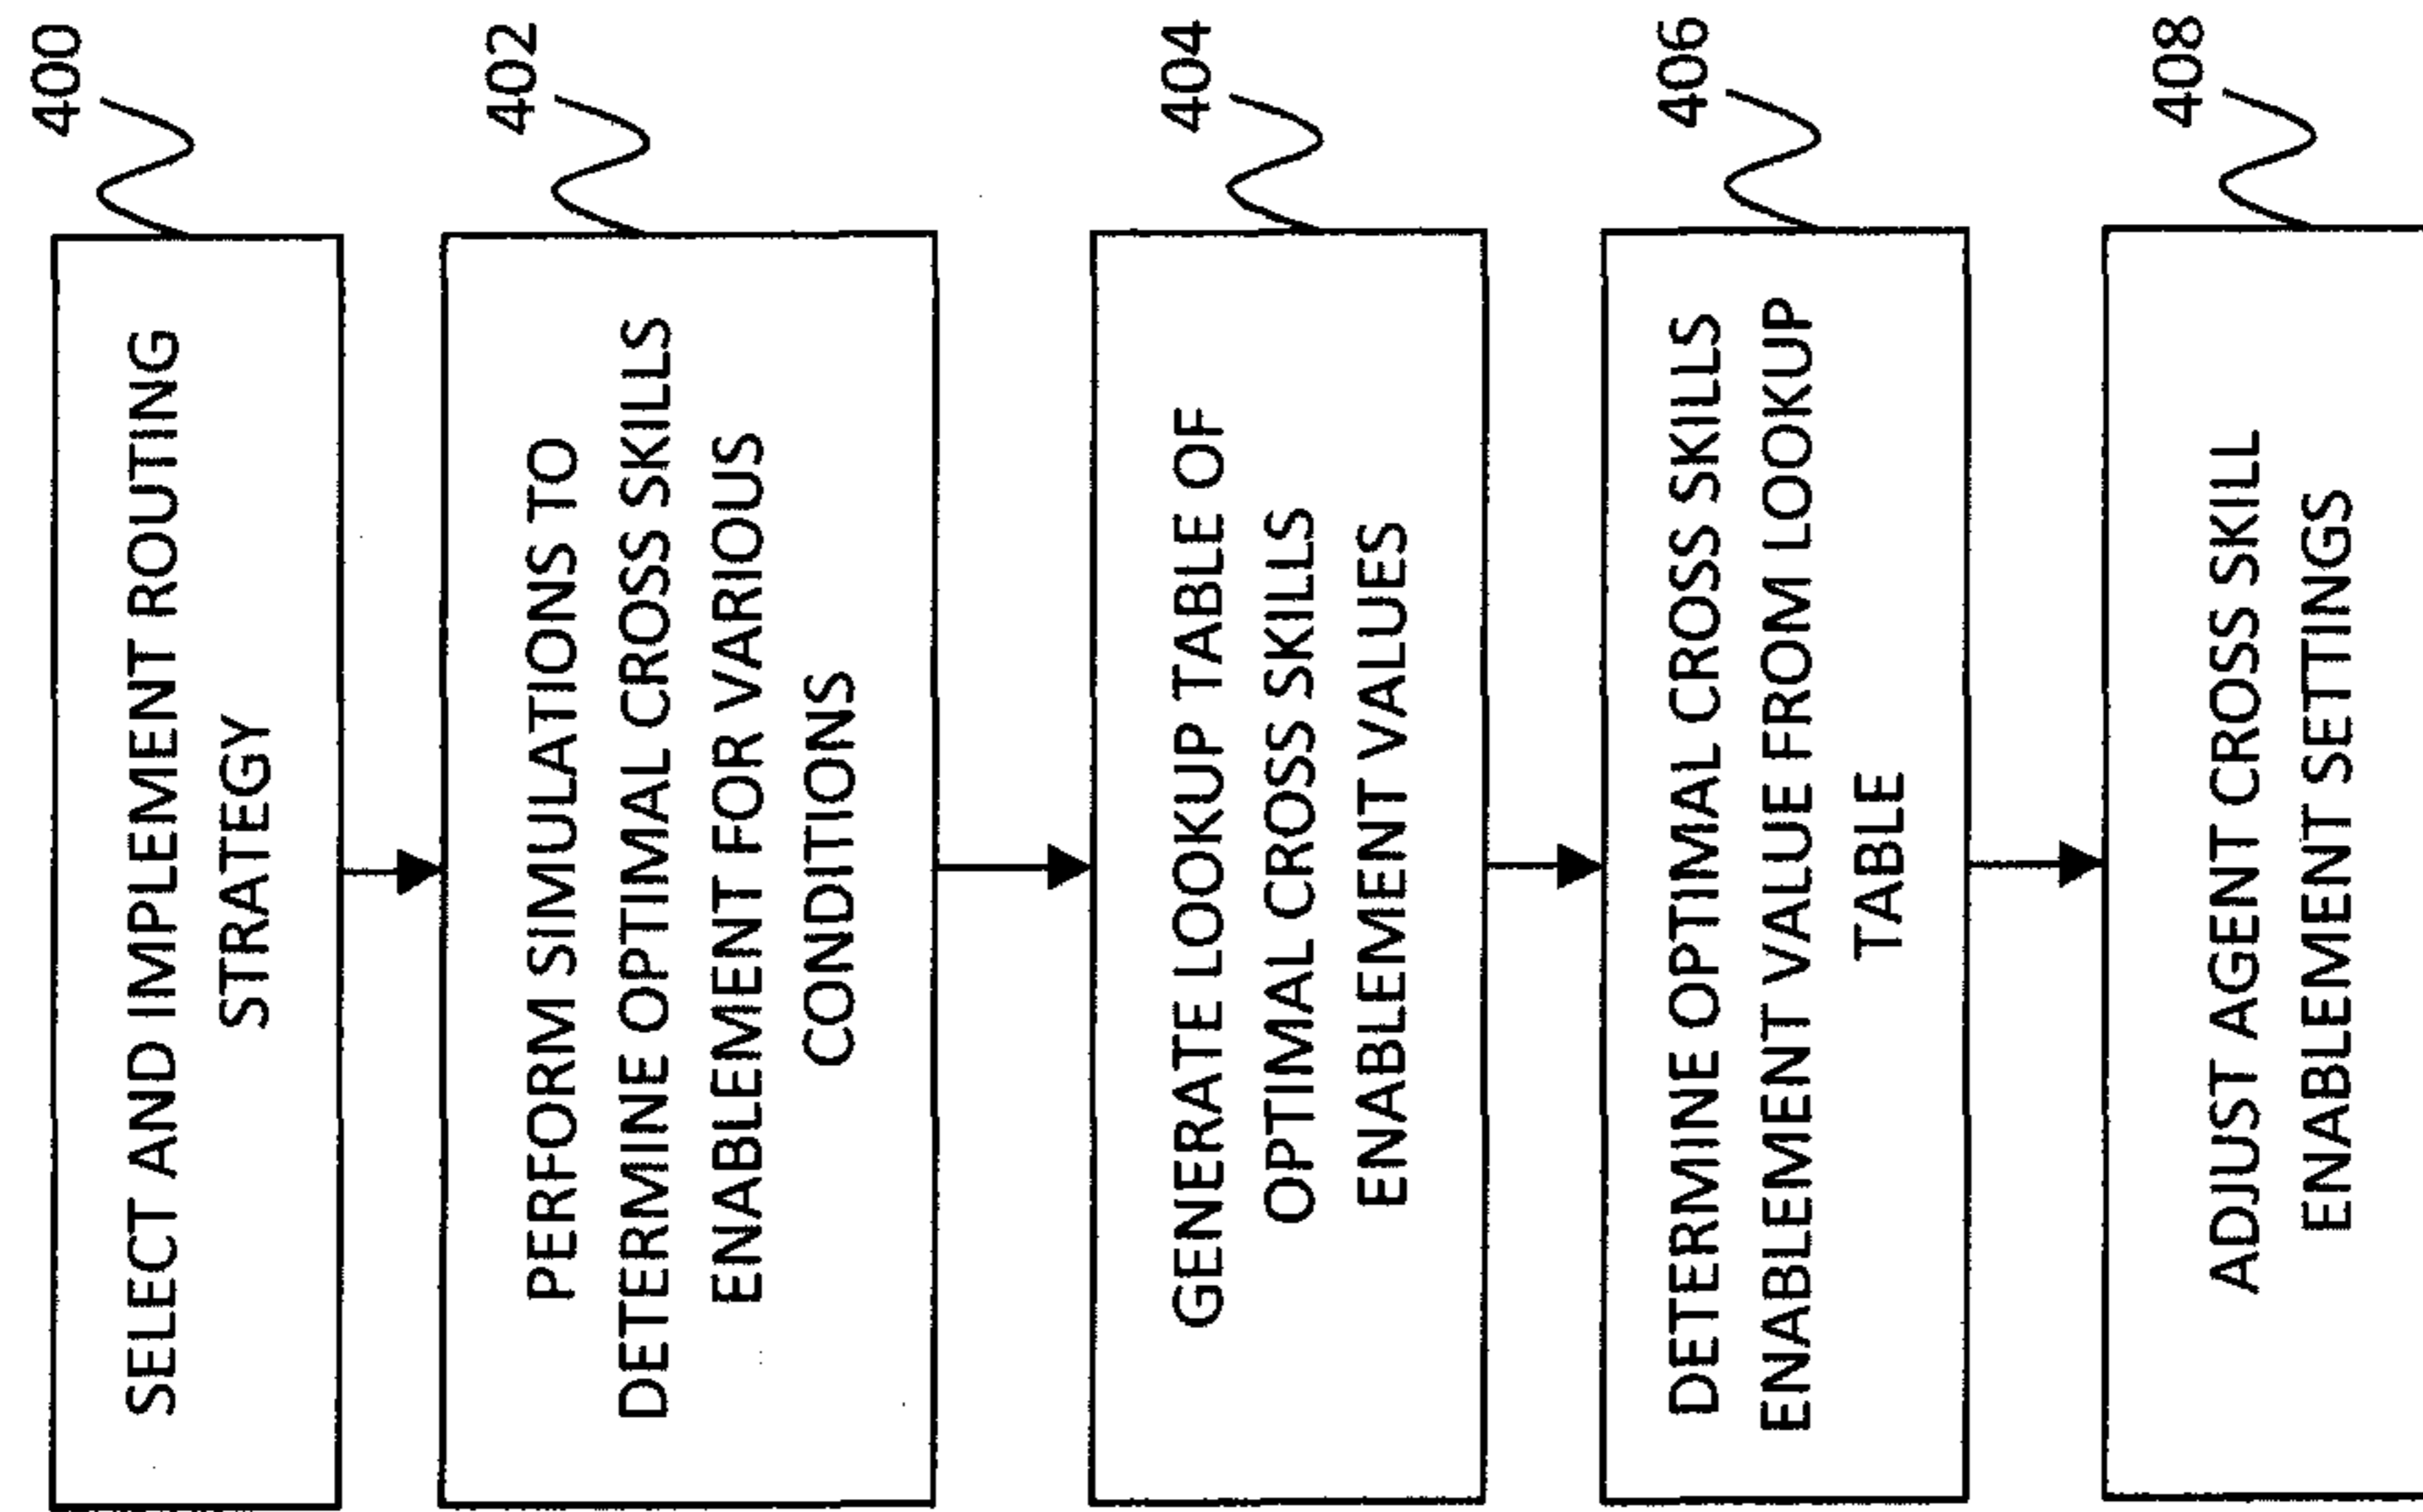 400
SELECT AND IMPLEMENT ROUTING
STRATEGY
402
PERFORM SIMULATIONS TO
DETERMINE OPTIMAL CROSS SKILLS
ENABLEMENT FOR VARIOUS
CONDITIONS
404
GENERATE LOOKUP TABLE OF
OPTIMAL CROSS SKILLS
ENABLEMENT VALUES
406
DETERMINE OPTIMAL CROSS SKILLS
ENABLEMENT VALUE FROM LOOKUP
TABLE
408
ADJUST AGENT CROSS SKILL
ENABLEMENT SETTINGS